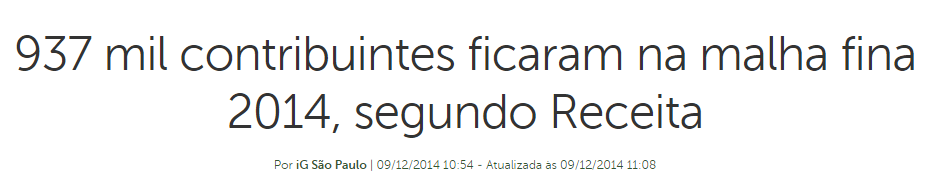 937 mil contribuintes ficaram na malha fina
2014, segundo Receita
Por iG São Paulo | 09/12/2014 10:54 - Atualizada às 09/12/2014 11:08